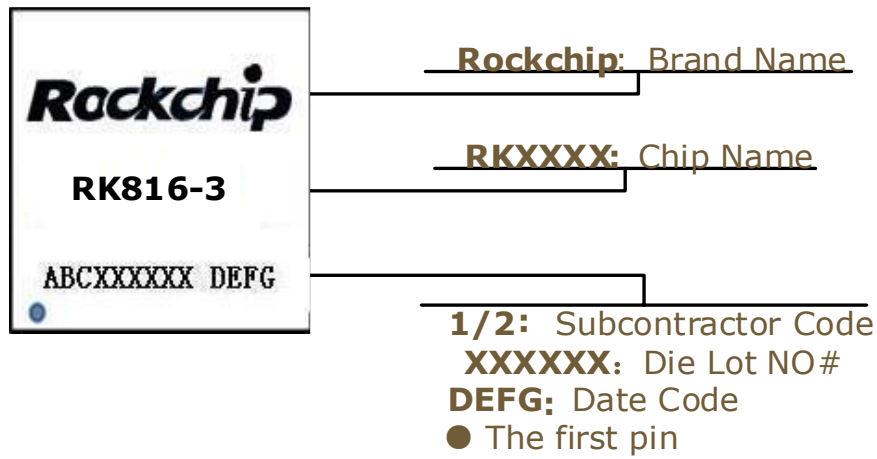 Rockchip
RK816-3
ABCXXXXXX DEFG
Rockchip: Brand Name
RKXXXX: Chip Name
1/2： Subcontractor Code
XXXXXX： Die Lot NO#
DEFG: Date Code
● The first pin